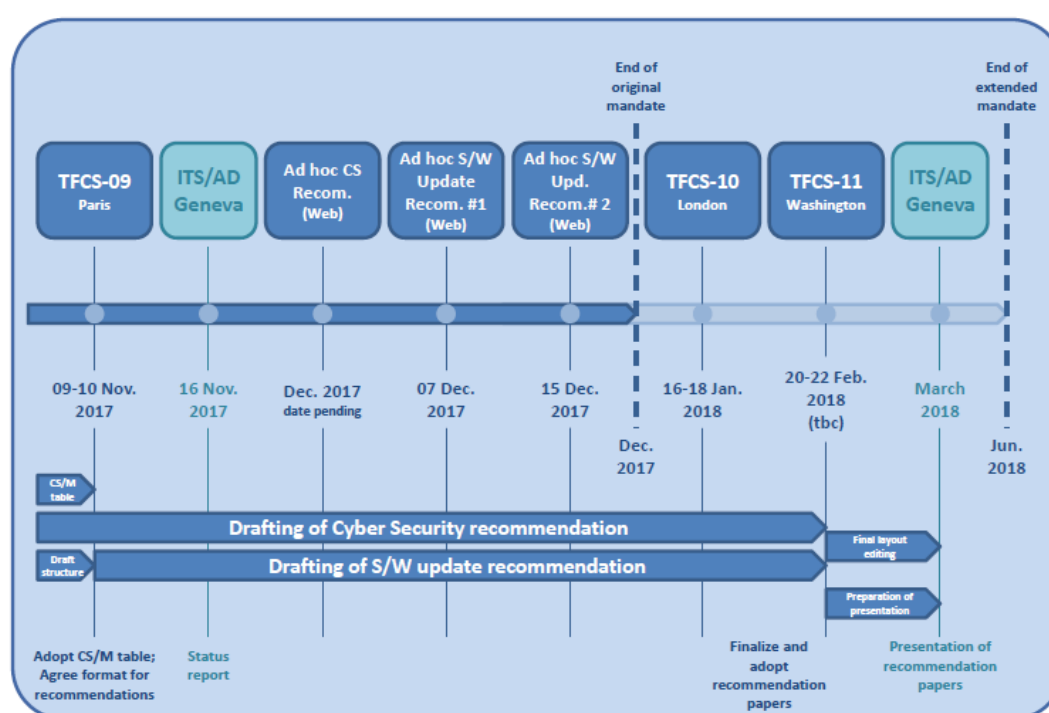 End of
original
mandate
End of
extended
mandate
TFCS-09
Paris
ITS/AD
Geneva
Ad hoc CS
Recom.
(Web)
Ad hoc S/W
Update
Recom. #1
(Web)
Ad hoc S/W
Upd.
Recom.# 2
(Web)
TFCS-10
London
TFCS-11
Washington
ITS/AD
Geneva
09-10 Nov.
2017
16 Nov.
2017
Dec. 2017
date pending
07 Dec.
2017
15 Dec.
2017
Dec.
2017
16-18 Jan.
2018
20-22 Feb.
2018
(tbc)
March
2018
Jun.
2018
CS/M
table
Drafting of Cyber Security recommendation
Draft
structure
Drafting of S/W update recommendation
Final layout
editing
Preparation of
presentation
Adopt CS/M table;
Agree format for
recommendations
Status
report
Finalize and
adopt
recommendation
papers
Presentation of
recommendation
papers